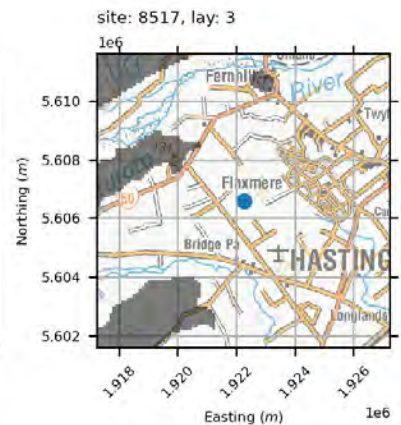 site: 8517, lay: 3
1e6
Fernhill
River
5.610
Twyf
5.608
Flaxmere
50
5.606
Bridge Pa
HASTING
5.604
Longlands
5.602
Northing (m)
1.918
1.920
1.922
1.924
1.926
1e6
Easting (m)